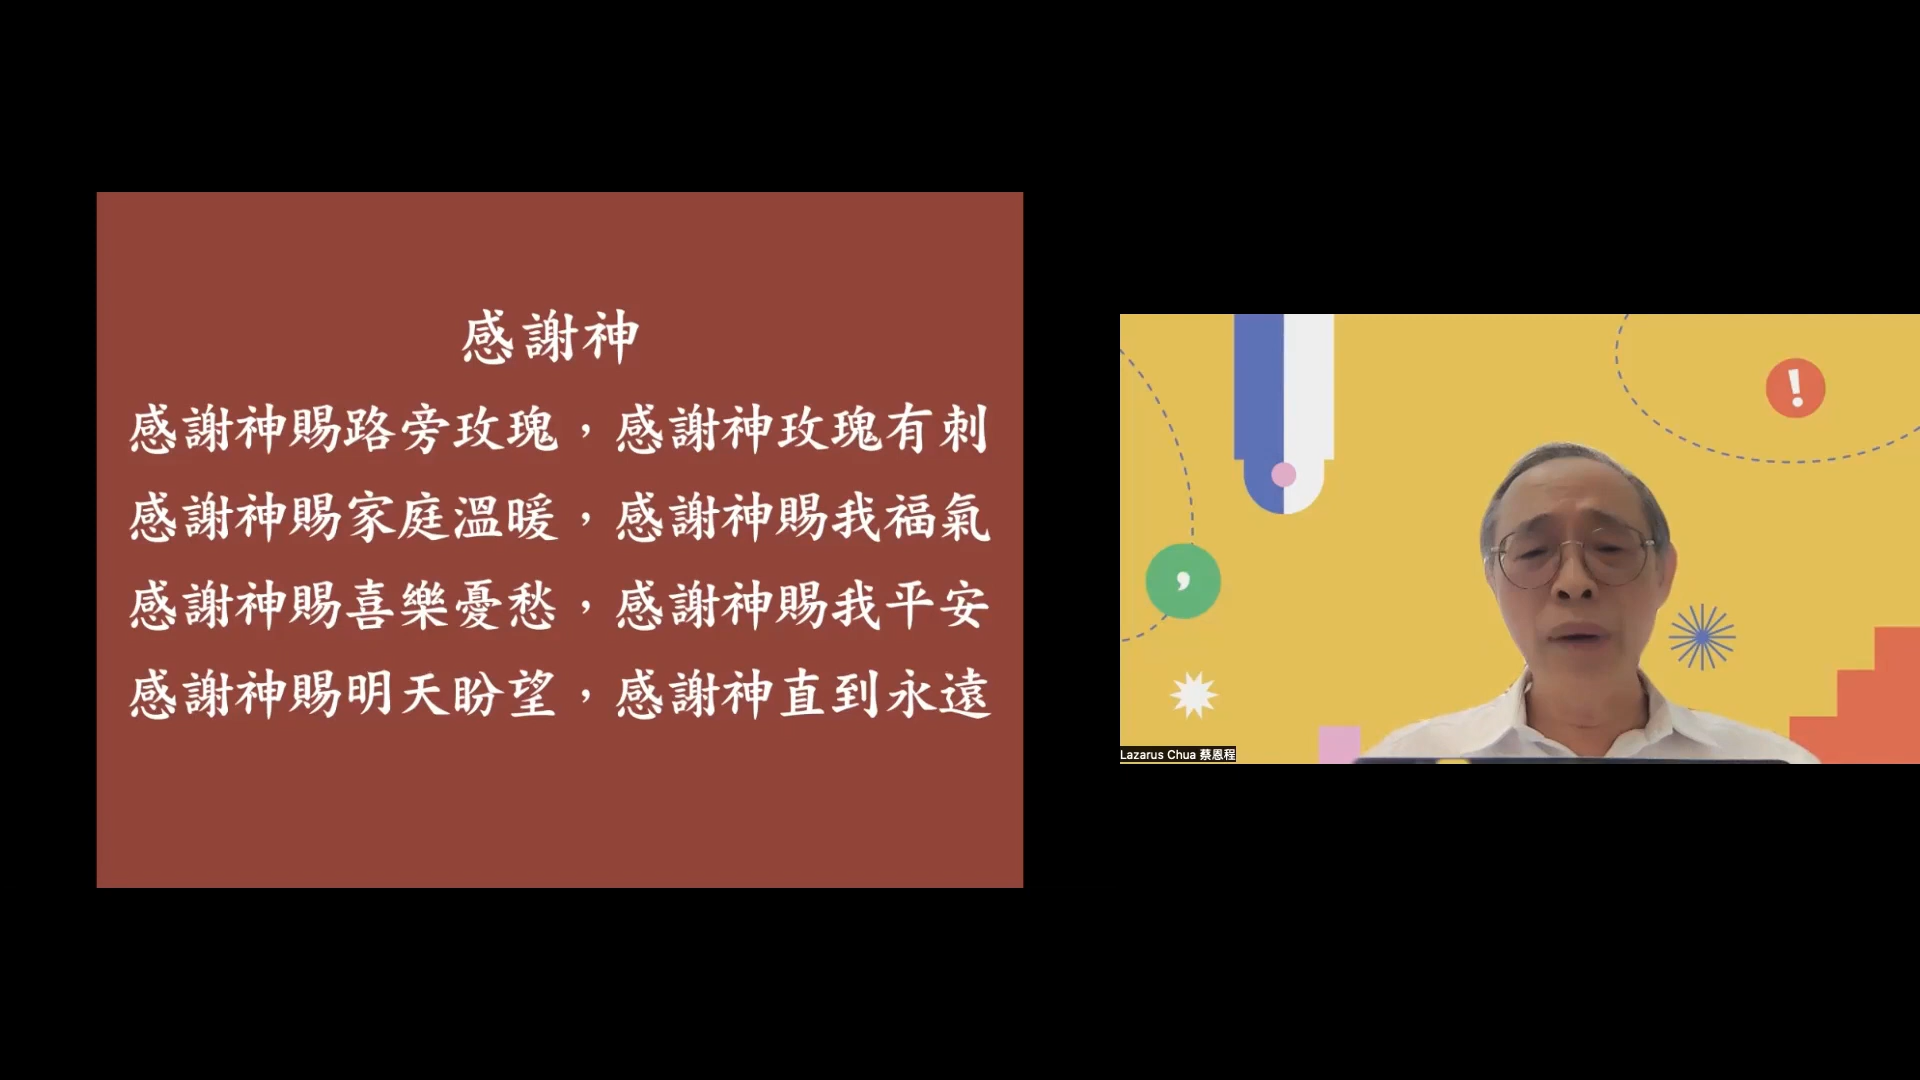 感謝神
感謝神賜路旁玫瑰，感謝神玫瑰有刺
感謝神賜家庭溫暖，感謝神賜我福氣
感謝神賜喜樂憂愁，感謝神賜我平安
感謝神賜明天盼望，感謝神直到永遠
!
,
Lazarus Chua 蔡恩程